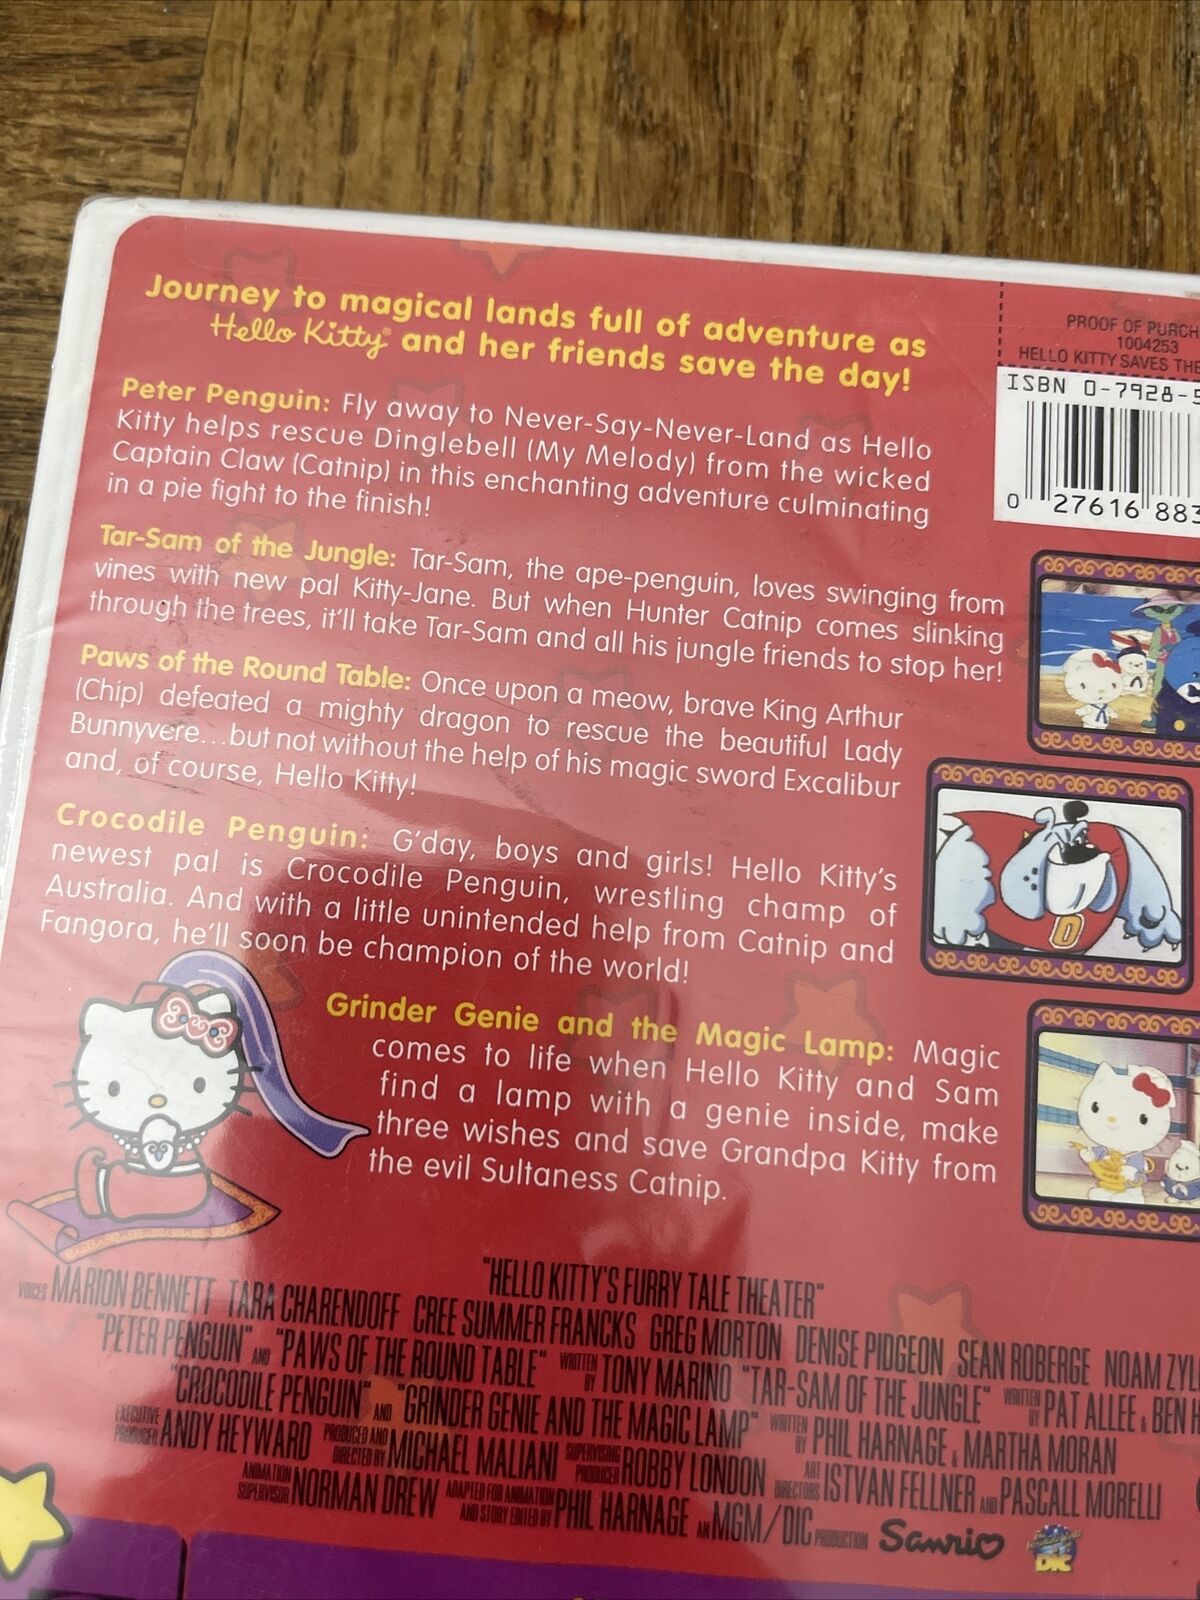 Journey to magical lands full of adventure as
Hello Kitty® and her friends save the day!
PROOF OF PURCH
1004253
HELLO KITTY SAVES THE
ISBN 0-7928-5
0 27616 883
Peter Penguin: Fly away to Never-Say-Never-Land as Hello
Kitty helps rescue Dinglebell (My Melody) from the wicked
Captain Claw (Catnip) in this enchanting adventure culminating
in a pie fight to the finish!
Tar-Sam of the Jungle: Tar-Sam, the ape-penguin, loves swinging from
vines with new pal Kitty-Jane. But when Hunter Catnip comes slinking
through the trees, it'll take Tar-Sam and all his jungle friends to stop her!
Paws of the Round Table: Once upon a meow, brave King Arthur
(Chip) defeated a mighty dragon to rescue the beautiful Lady
Bunnyvere...but not without the help of his magic sword Excalibur
and, of course, Hello Kitty!
Crocodile Penguin: G'day, boys and girls! Hello Kitty's
newest pal is Crocodile Penguin, wrestling champ of
Australia. And with a little unintended help from Catnip and
Fangora, he'll soon be champion of the world!
D
Grinder Genie and the Magic Lamp: Magic
comes to life when Hello Kitty and Sam
find a lamp with a genie inside, make
three wishes and save Grandpa Kitty from
the evil Sultaness Catnip.
"HELLO KITTY'S FURRY TALE THEATER"
VOICES MARION BENNETT TARA CHARENDOFF CREE SUMMER FRANCKS GREG MORTON DENISE PIDGEON SEAN ROBERGE NOAM ZYL
"PETER PENGUIN" AND "PAWS OF THE ROUND TABLE" WRITTEN BY TONY MARINO "TAR-SAM OF THE JUNGLE" WRITTEN BY PAT ALLEE & BEN
"CROCODILE PENGUIN" AND "GRINDER GENIE AND THE MAGIC LAMP" WRITTEN BY PHIL HARNAGE & MARTHA MORAN
EXECUTIVE PRODUCER ANDY HEYWARD PRODUCED AND DIRECTED BY MICHAEL MALIANI SUPERVISING PRODUCER ROBBY LONDON ART DIRECTORS ISTVAN FELLNER AND PASCALL MORELLI
ANIMATION SUPERVISOR NORMAN DREW ADAPTED FOR ANIMATION AND STORY EDITED BY PHIL HARNAGE AN MGM/DIC PRODUCTION Sanrio DIC